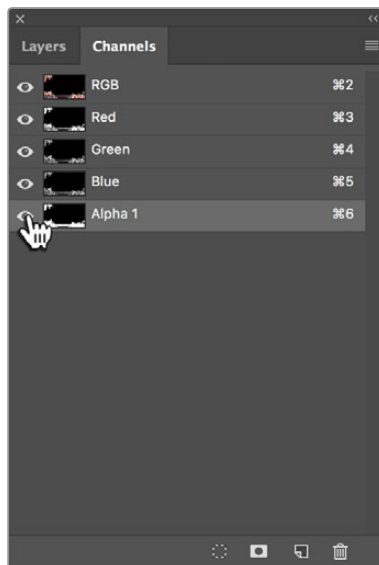 Layers Channels
RGB ⌘2
Red ⌘3
Green ⌘4
Blue ⌘5
Alpha 1 ⌘6